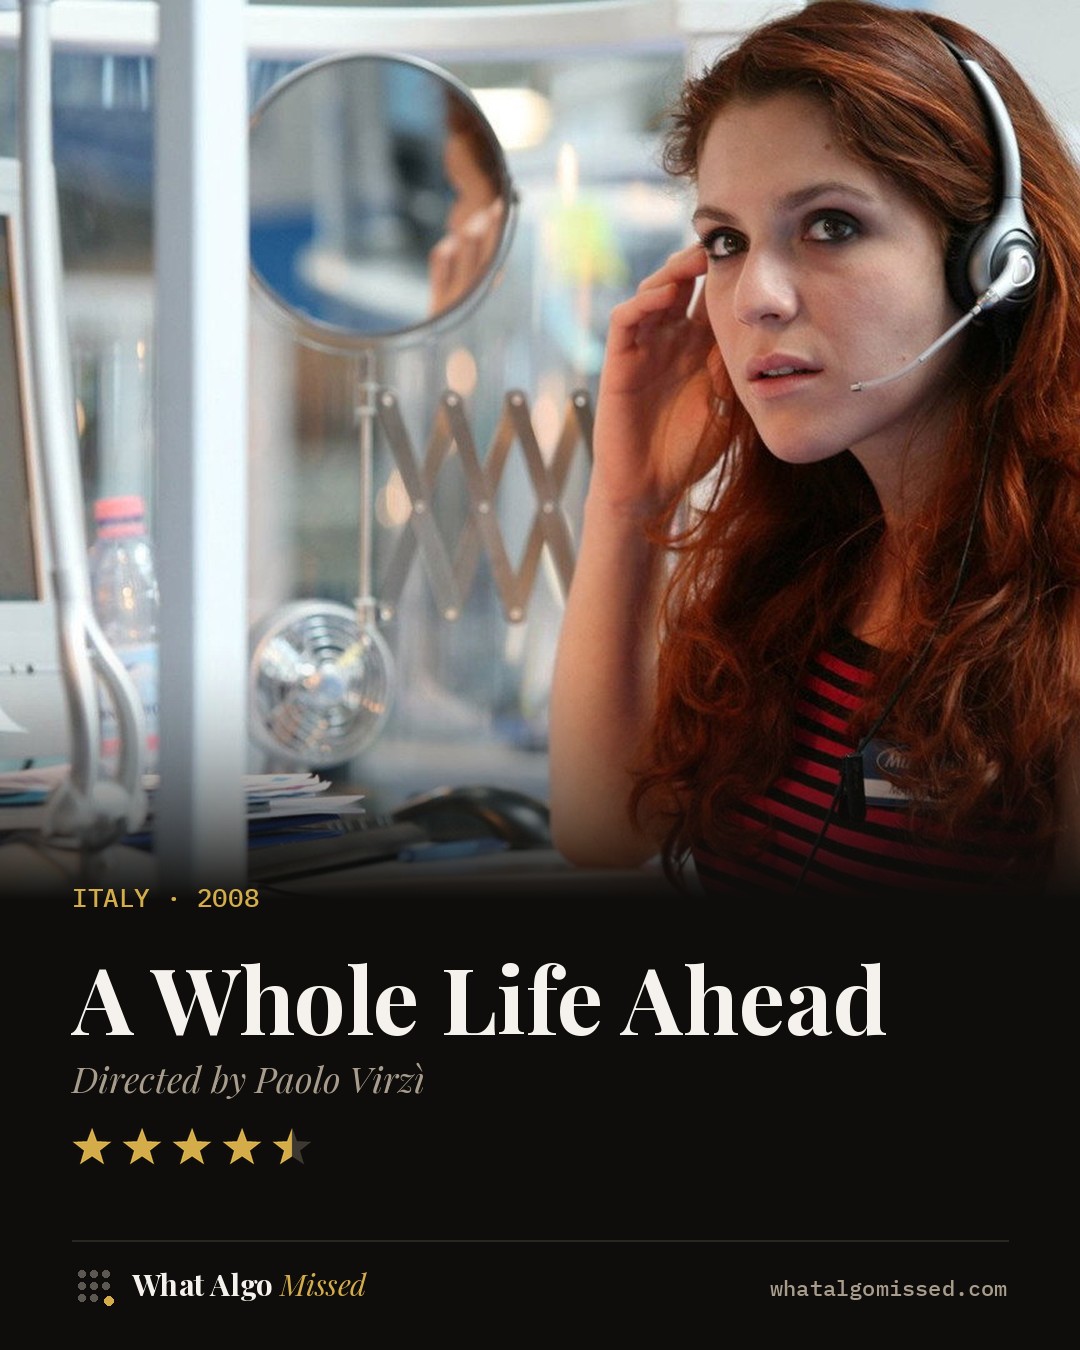 ITALY · 2008
A Whole Life Ahead
Directed by Paolo Virzì
What Algo Missed
whatalgomissed.com